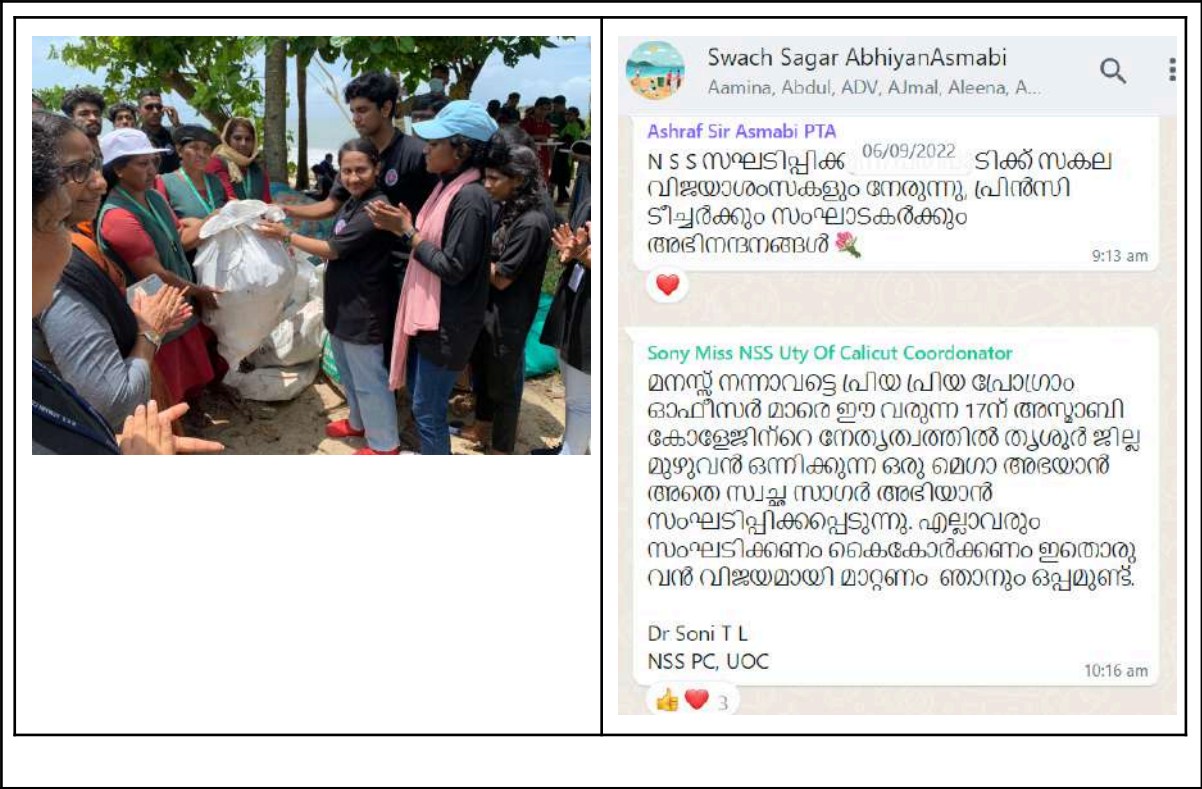 Swach Sagar AbhiyanAsmabi
Aamina, Abdul, ADV, AJmal, Aleena, A...
Ashraf Sir Asmabi PTA
06/09/2022
N S S സഘടിപ്പിക്ക ടിക്ക് സകല
വിജയാശംസകളും നേരുന്നു, പ്രിൻസി
ടീച്ചർക്കും സംഘാടകർക്കും
അഭിനന്ദനങ്ങൾ 💐
9:13 am
Sony Miss NSS Uty Of Calicut Coordonator
മനസ്സ് നന്നാവട്ടെ പ്രിയ പ്രിയ പ്രോഗ്രാം
ഓഫീസർ മാരെ ഈ വരുന്ന 17ന് അസ്മാബി
കോളേജിന്റെ നേതൃത്വത്തിൽ തൃശൂർ ജില്ല
മുഴുവൻ ഒന്നിക്കുന്ന ഒരു മെഗാ അഭയാൻ
അതെ സ്വച്ഛ സാഗർ അഭിയാൻ
സംഘടിപ്പിക്കപ്പെടുന്നു. എല്ലാവരും
സംഘടിക്കണം കൈകോർക്കണം ഇതൊരു
വൻ വിജയമായി മാറ്റണം ഞാനും ഒപ്പമുണ്ട്.
Dr Soni T L
NSS PC, UOC
10:16 am
3